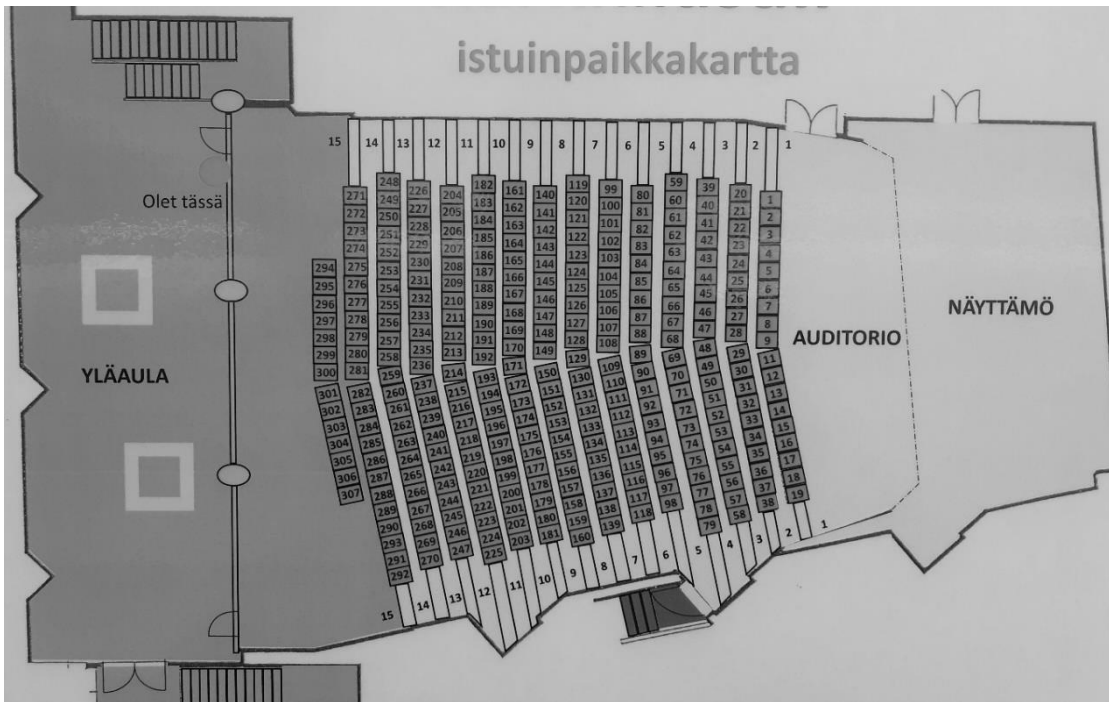 istuinpaikkakartta
Olet tässä
YLÄAULA
AUDITORIO
NÄYTTÄMÖ
15 14 13 12 11 10 9 8 7 6 5 4 3 2 1
294 295 296 297 298 299 300
301 302 303 304 305 306 307
271 272 273 274 275 276 277 278 279 280 281
282 283 284 285 286 287 288 289 290 293 291 292
248 249 250 251 252 253 254 255 256 257 258
259 260 261 262 263 264 265 266 267 268 269 270
226 227 228 229 230 231 232 233 234 235 236
237 238 239 240 241 242 243 244 245 246 247
204 205 206 207 208 209 210 211 212 213
214 215 216 217 218 219 220 221 222 223 224 225
182 183 184 185 186 187 188 189 190 191 192
193 194 195 196 197 198 199 200 201 202 203
161 162 163 164 165 166 167 168 169 170
171 172 173 174 175 176 177 178 179 180 181
140 141 142 143 144 145 146 147 148 149
150 151 152 153 154 155 156 157 158 159 160
119 120 121 122 123 124 125 126 127 128
129 130 131 132 133 134 135 136 137 138 139
99 100 101 102 103 104 105 106 107 108
109 110 111 112 113 114 115 116 117 118
80 81 82 83 84 85 86 87 88
89 90 91 92 93 94 95 96 97 98
59 60 61 62 63 64 65 66 67 68
69 70 71 72 73 74 75 76 77 78 79
39 40 41 42 43 44 45 46 47
48 49 50 51 52 53 54 55 56 57 58
20 21 22 23 24 25 26 27 28
29 30 31 32 33 34 35 36 37 38
1 2 3 4 5 6 7 8 9
11 12 13 14 15 16 17 18 19
15 14 13 12 11 10 9 8 7 6 5 4 3 2 1